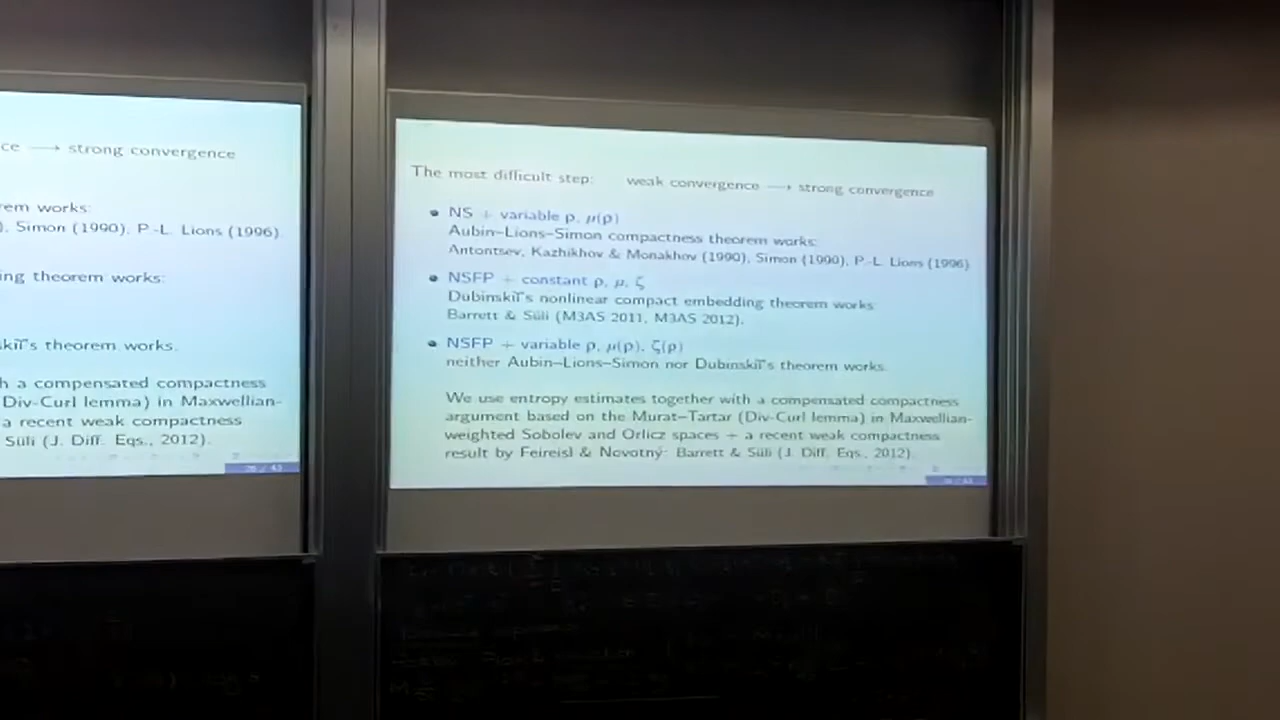 ce ⟶ strong convergence
rem works:
), Simon (1990), P.-L. Lions (1996)
ing theorem works:
kiĭ's theorem works.
h a compensated compactness
Div-Curl lemma) in Maxwellian-
a recent weak compactness
Süli (J. Diff. Eqs., 2012).
26 / 43
The most difficult step: weak convergence ⟶ strong convergence
NS + variable ρ, μ(ρ)
Aubin–Lions–Simon compactness theorem works:
Antontsev, Kazhikhov & Monakhov (1990), Simon (1990), P.-L. Lions (1996)
NSFP + constant ρ, μ, ζ
Dubinskiĭ's nonlinear compact embedding theorem works
Barrett & Süli (M3AS 2011, M3AS 2012).
NSFP + variable ρ, μ(ρ), ζ(ρ)
neither Aubin–Lions–Simon nor Dubinskiĭ's theorem works.
We use entropy estimates together with a compensated compactness
argument based on the Murat–Tartar (Div-Curl lemma) in Maxwellian-
weighted Sobolev and Orlicz spaces + a recent weak compactness
result by Feireisl & Novotný: Barrett & Süli (J. Diff. Eqs., 2012).